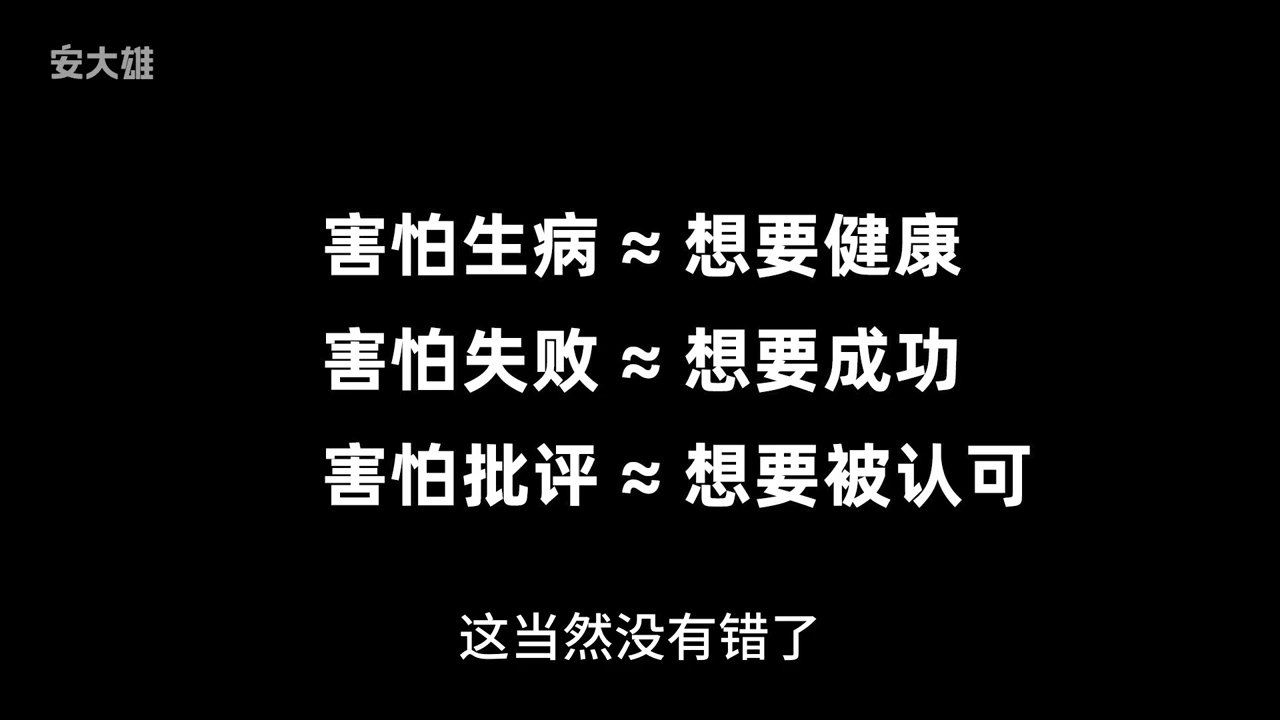 安大雄
害怕生病 ≈ 想要健康
害怕失败 ≈ 想要成功
害怕批评 ≈ 想要被认可
这当然没有错了